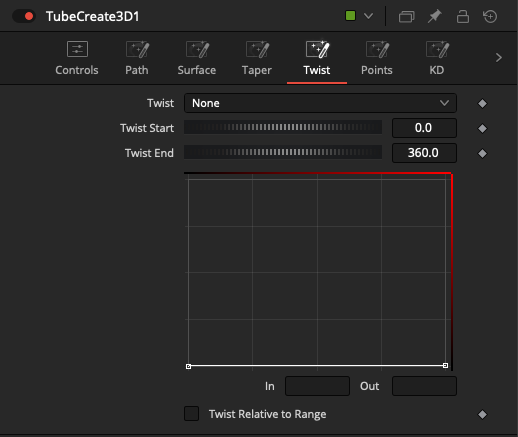 TubeCreate3D1
Controls Path Surface Taper Twist Points KD
Twist None
Twist Start 0.0
Twist End 360.0
In Out
Twist Relative to Range